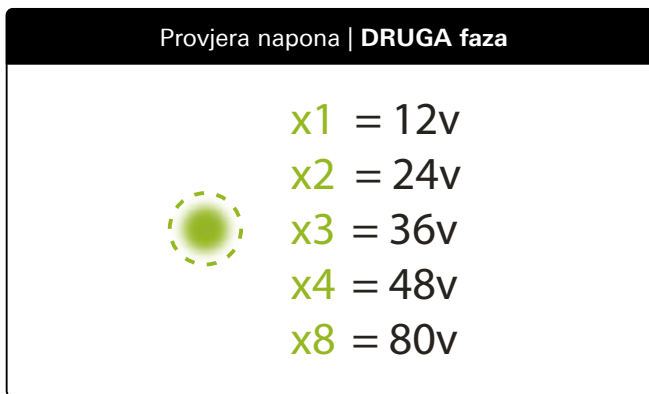 Provjera napona | DRUGA faza
x1 = 12v
x2 = 24v
x3 = 36v
x4 = 48v
x8 = 80v